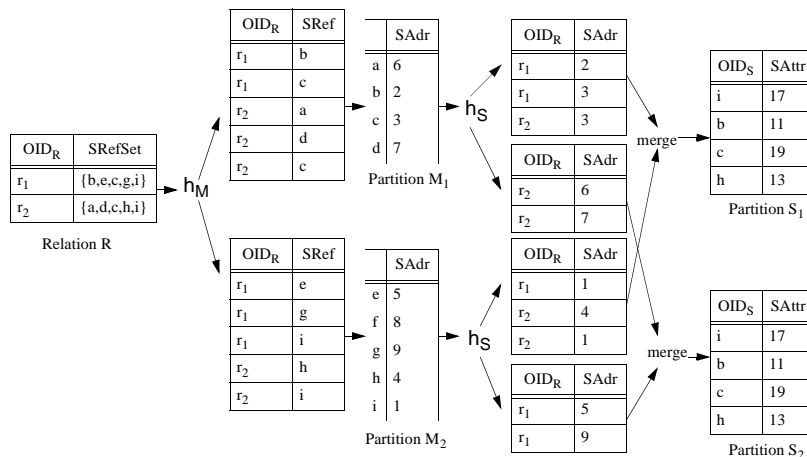 OID_R SRefSet
r_1 {b,e,c,g,i}
r_2 {a,d,c,h,i}
Relation R
h_M
OID_R SRef
r_1 b
r_1 c
r_2 a
r_2 d
r_2 c
OID_R SRef
r_1 e
r_1 g
r_1 i
r_2 h
r_2 i
SAdr
a 6
b 2
c 3
d 7
Partition M_1
SAdr
e 5
f 8
g 9
h 4
i 1
Partition M_2
h_S
h_S
OID_R SAdr
r_1 2
r_1 3
r_2 3
OID_R SAdr
r_2 6
r_2 7
OID_R SAdr
r_1 1
r_2 4
r_2 1
OID_R SAdr
r_1 5
r_1 9
merge
merge
OID_S SAttr
i 17
b 11
c 19
h 13
Partition S_1
OID_S SAttr
i 17
b 11
c 19
h 13
Partition S_2